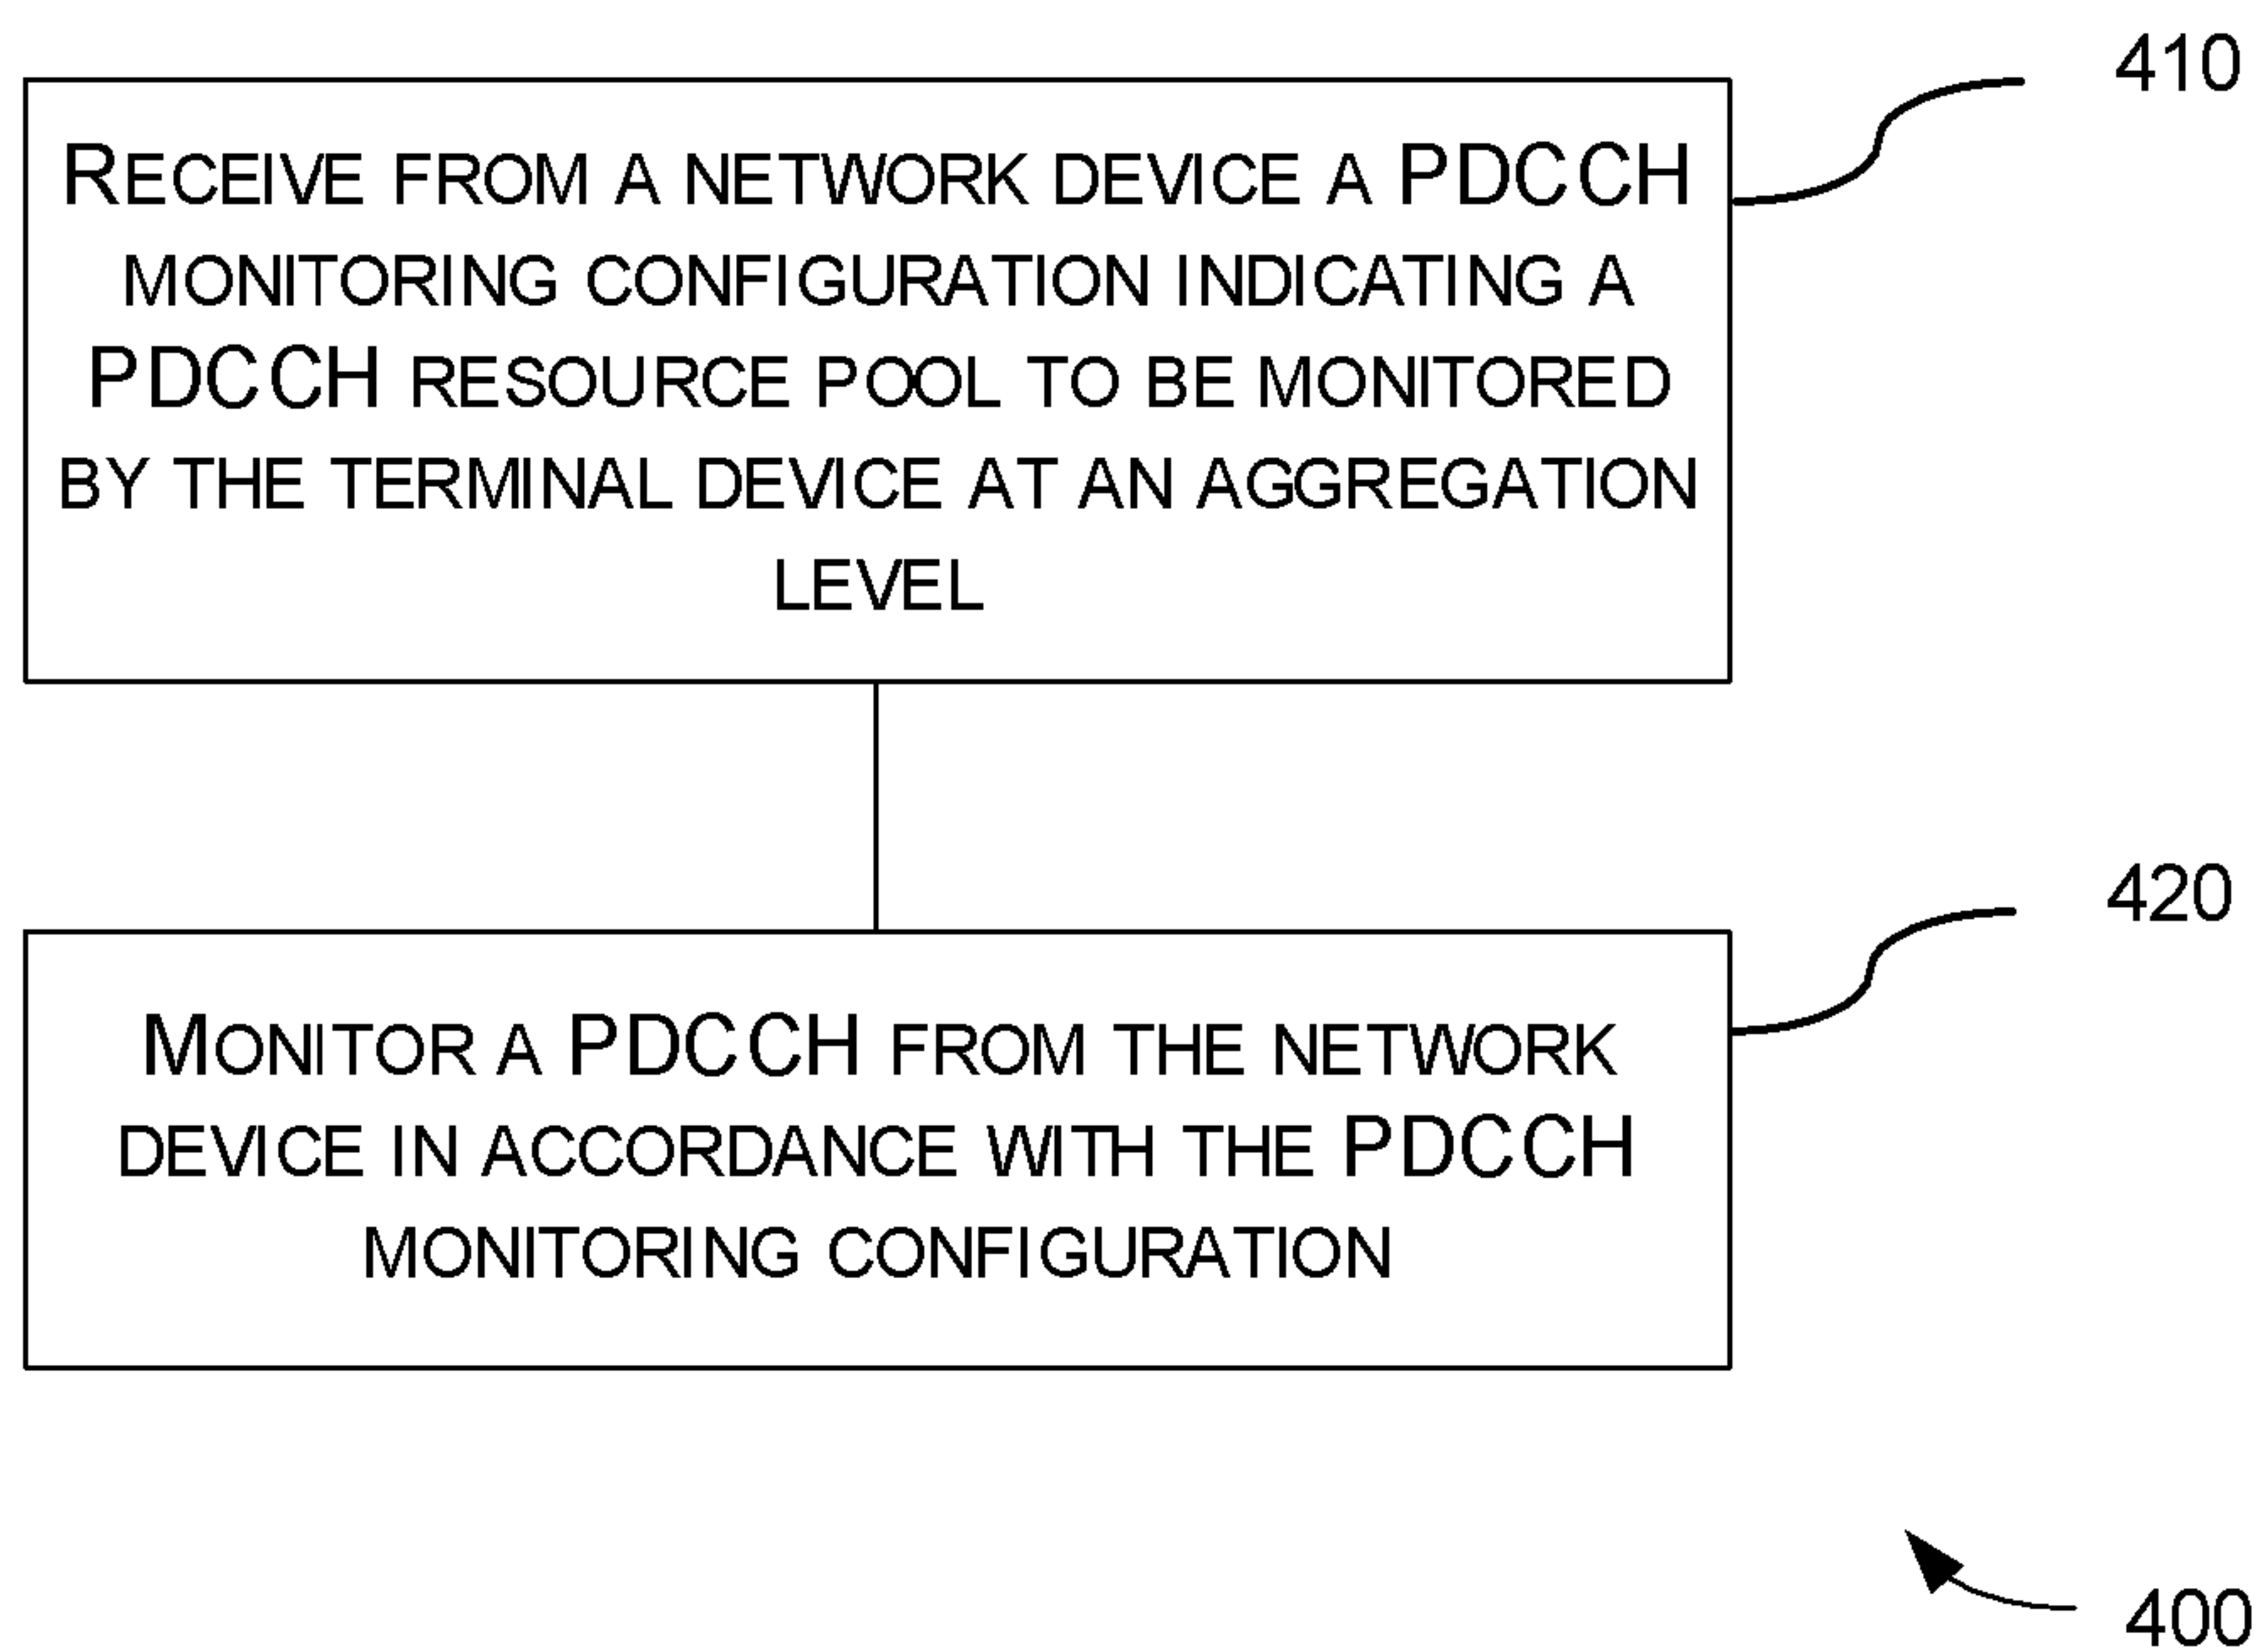 410
RECEIVE FROM A NETWORK DEVICE A PDCCH
MONITORING CONFIGURATION INDICATING A
PDCCH RESOURCE POOL TO BE MONITORED
BY THE TERMINAL DEVICE AT AN AGGREGATION
LEVEL
420
MONITOR A PDCCH FROM THE NETWORK
DEVICE IN ACCORDANCE WITH THE PDCCH
MONITORING CONFIGURATION
400